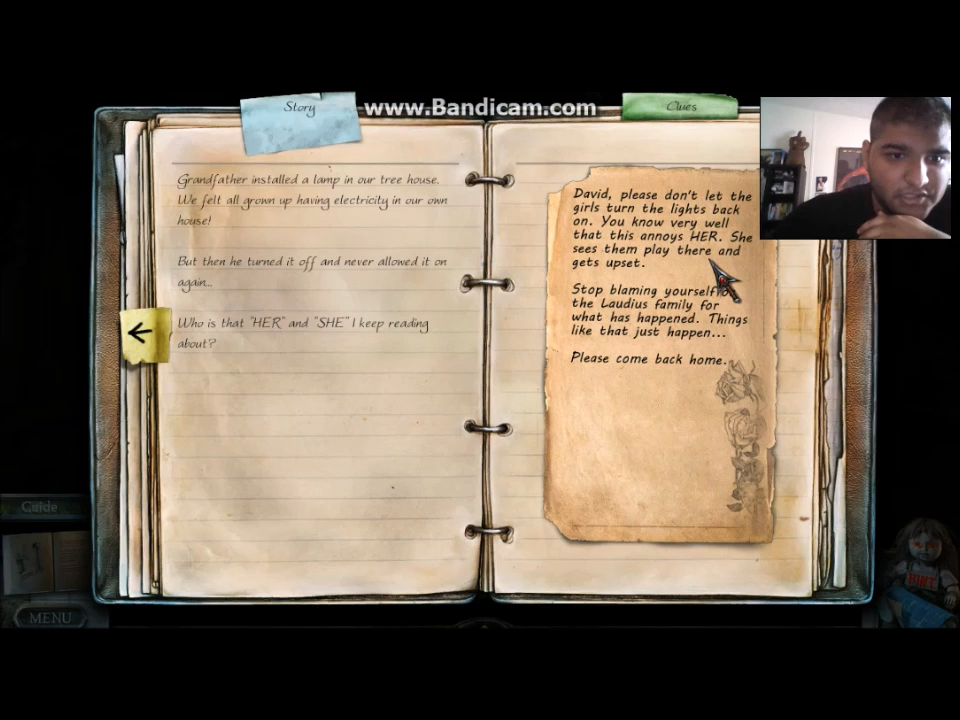 Story
www.Bandicam.com
Clues
Grandfather installed a lamp in our tree house.
We felt all grown up having electricity in our own
house!
But then he turned it off and never allowed it on
again...
Who is that "HER" and "SHE" I keep reading
about?
David, please don't let the
girls turn the lights back
on. You know very well
that this annoys HER. She
sees them play there and
gets upset.
Stop blaming yourself
the Laudius family for
what has happened. Things
like that just happen...
Please come back home.
Guide
MENU